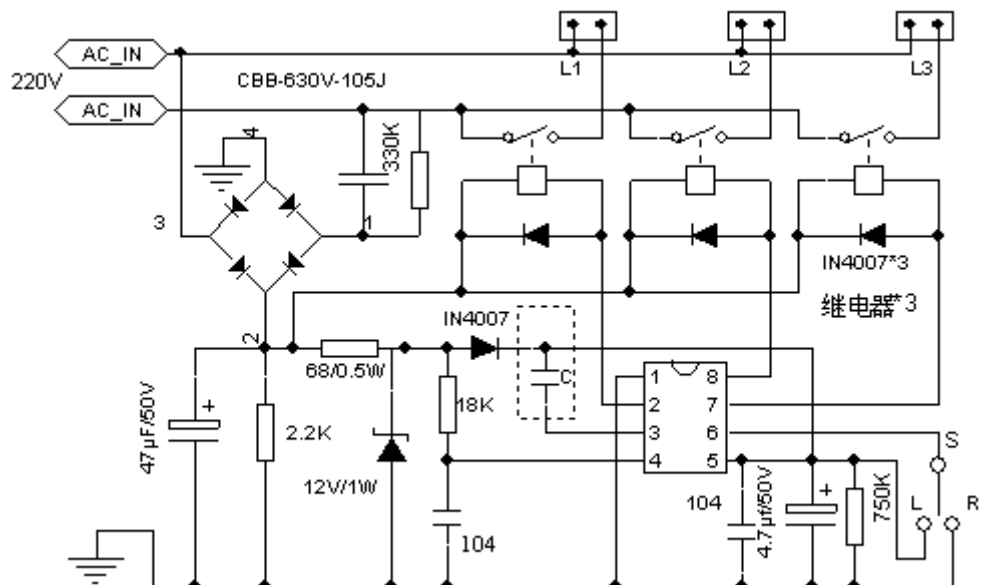 AC_IN
220V
CBB-630V-105J
AC_IN
L1
L2
L3
4
330K
3
1
IN4007*3
继电器*3
IN4007
2
68/0.5W
C
1
8
2
7
3
6
4
5
47μF/50V
+
2.2K
18K
12V/1W
104
104
4.7μf/50V
+
750K
S
L
R